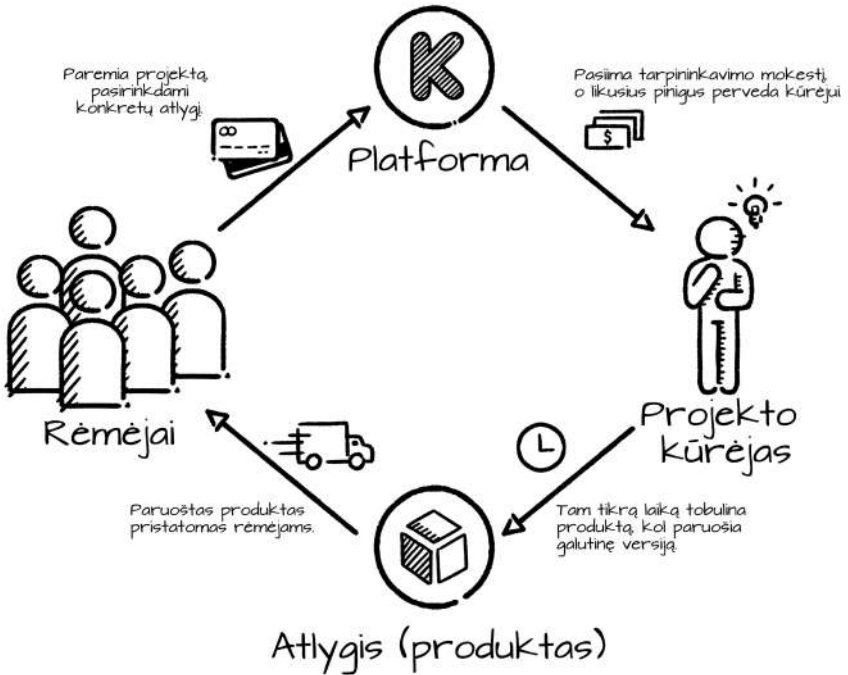 K
Paremia projektą,
pasirinkdami
konkretų atlygį.
Pasiima tarpininkavimo mokestį,
o likusius pinigus perveda kūrėjui
$
Platforma
Rėmėjai
Projekto
kūrėjas
Paruoštas produktas
pristatomas rėmėjams.
Tam tikrą laiką tobulina
produktą, kol paruošia
galutinę versiją.
Atlygis (produktas)